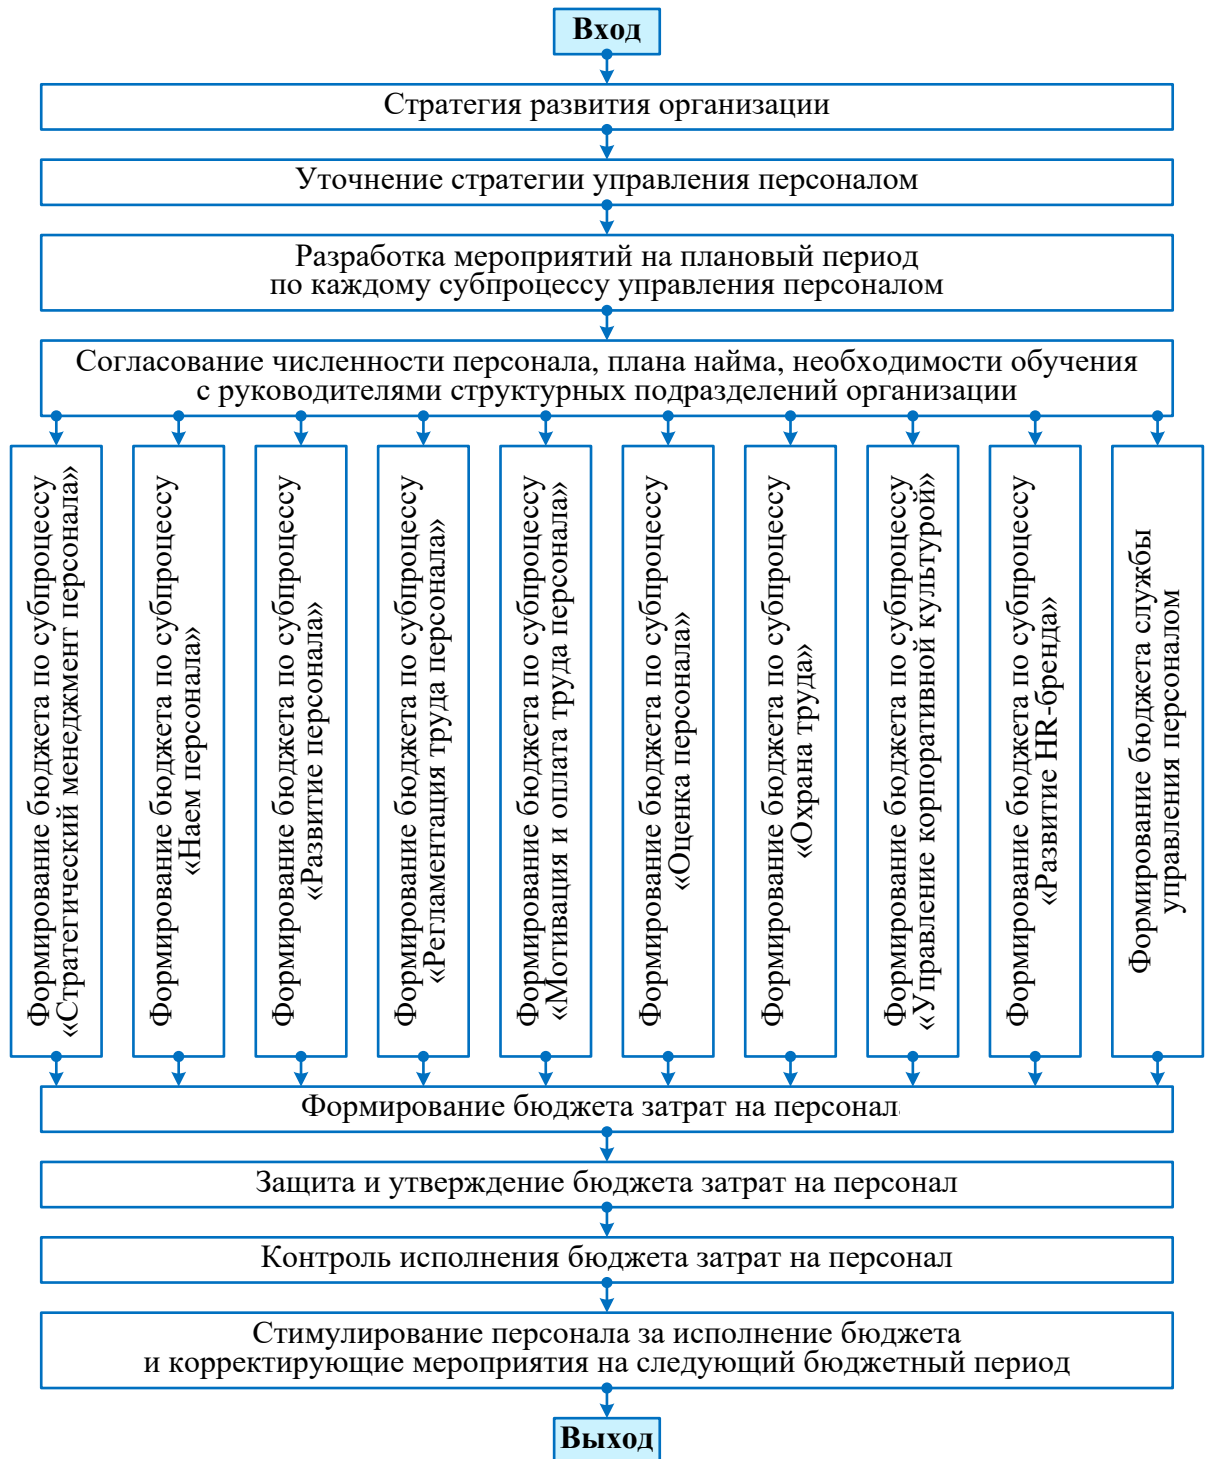 Вход
Стратегия развития организации
Уточнение стратегии управления персоналом
Разработка мероприятий на плановый период
по каждому субпроцессу управления персоналом
Согласование численности персонала, плана найма, необходимости обучения
с руководителями структурных подразделений организации
Формирование бюджета по субпроцессу
«Стратегический менеджмент персонала»
Формирование бюджета по субпроцессу
«Наем персонала»
Формирование бюджета по субпроцессу
«Развитие персонала»
Формирование бюджета по субпроцессу
«Регламентация труда персонала»
Формирование бюджета по субпроцессу
«Мотивация и оплата труда персонала»
Формирование бюджета по субпроцессу
«Оценка персонала»
Формирование бюджета по субпроцессу
«Охрана труда»
Формирование бюджета по субпроцессу
«Управление корпоративной культурой»
Формирование бюджета по субпроцессу
«Развитие HR-бренда»
Формирование бюджета службы
управления персоналом
Формирование бюджета затрат на персонал
Защита и утверждение бюджета затрат на персонал
Контроль исполнения бюджета затрат на персонал
Стимулирование персонала за исполнение бюджета
и корректирующие мероприятия на следующий бюджетный период
Выход